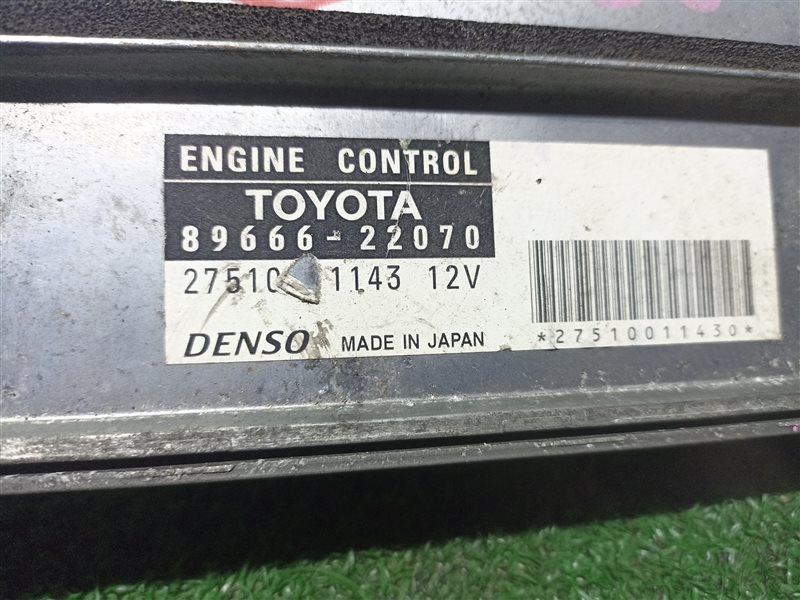 ENGINE CONTROL
TOYOTA
89666-22070
27510 1143 12V
DENSO MADE IN JAPAN
*27510011430*